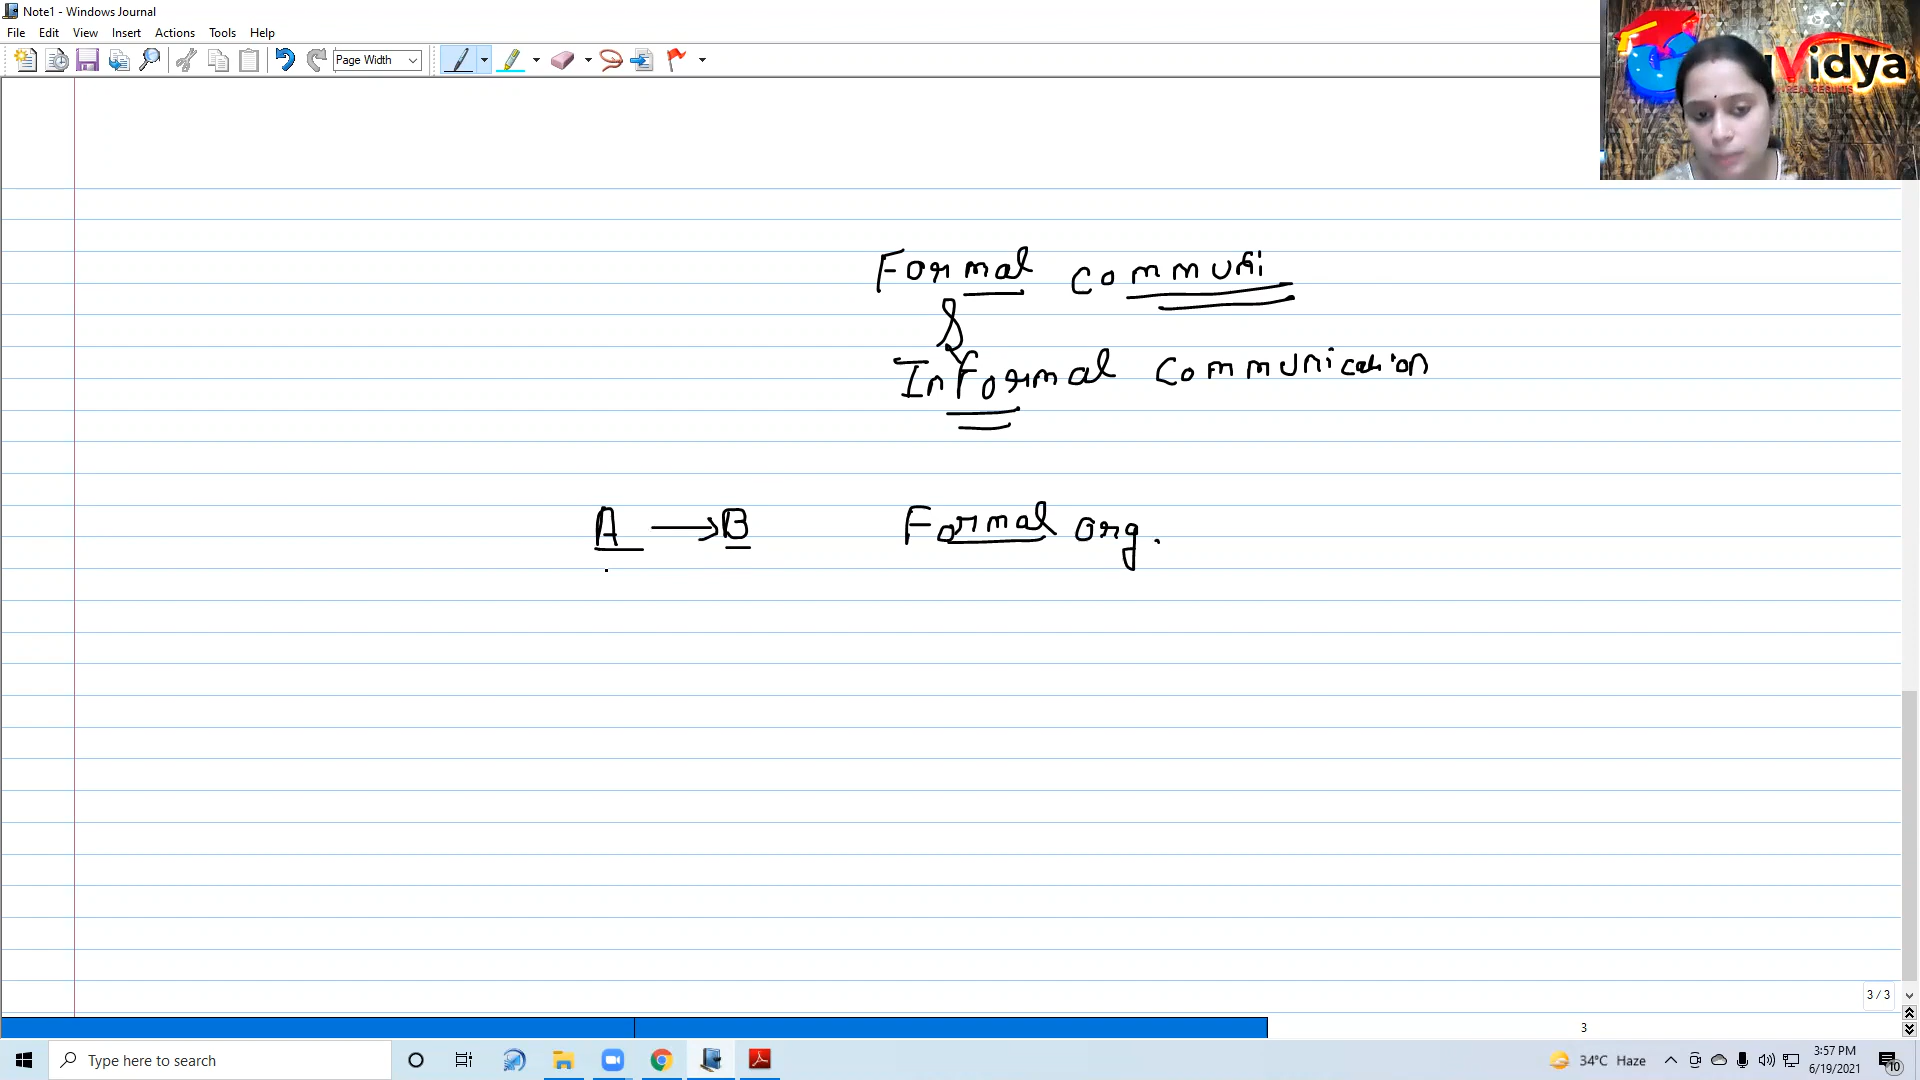 Note1 - Windows Journal
File Edit View Insert Actions Tools Help
Page Width
Vidya
Formal communi
&
Informal communication
A → B Formal org.
3 / 3
3
Type here to search
34°C Haze
3:57 PM
6/19/2021
10